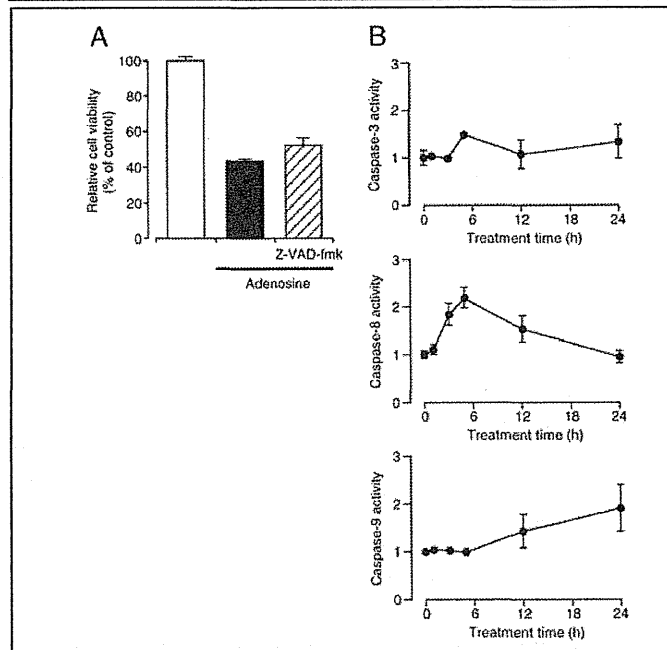 A
Relative cell viability
(% of control)
100
80
60
40
20
0
Z-VAD-fmk
Adenosine
B
Caspase-3 activity
3
2
1
0
0 6 12 18 24
Treatment time (h)
Caspase-8 activity
3
2
1
0
0 6 12 18 24
Treatment time (h)
Caspase-9 activity
3
2
1
0
0 6 12 18 24
Treatment time (h)